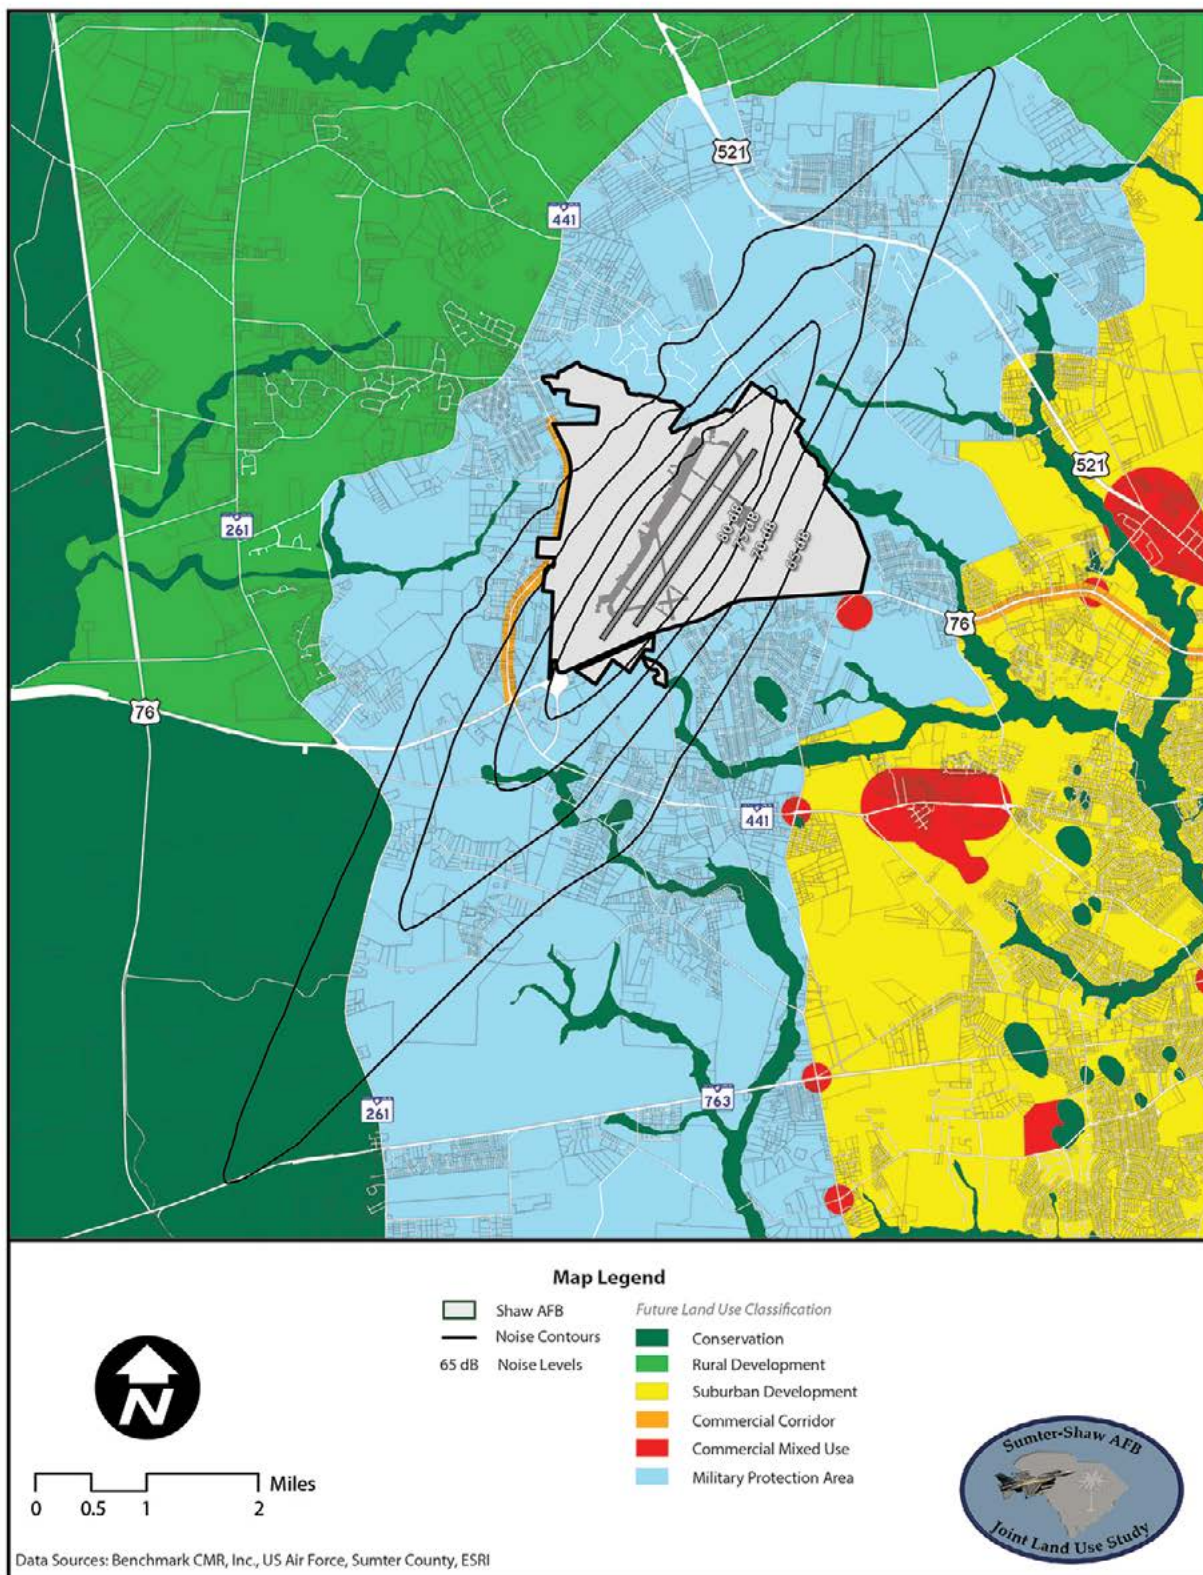 521
441
521
261
80 dB
75 dB
70 dB
65 dB
76
76
441
261
763
Map Legend
Shaw AFB
Noise Contours
65 dB Noise Levels
Future Land Use Classification
Conservation
Rural Development
Suburban Development
Commercial Corridor
Commercial Mixed Use
Military Protection Area
N
0 0.5 1 2 Miles
Sumter-Shaw AFB
Joint Land Use Study
Data Sources: Benchmark CMR, Inc., US Air Force, Sumter County, ESRI